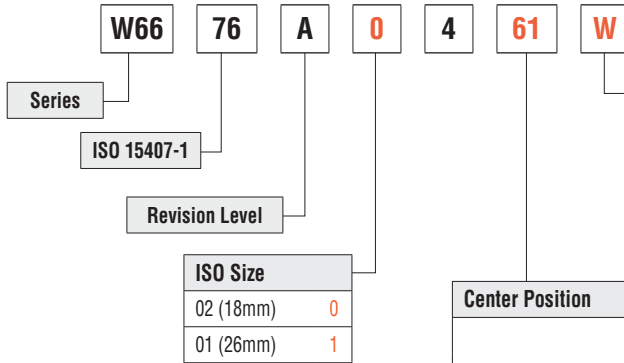 W66 76 A 0 4 61 W
Series
ISO 15407-1
Revision Level
ISO Size
02 (18mm) 0
01 (26mm) 1
Center Position